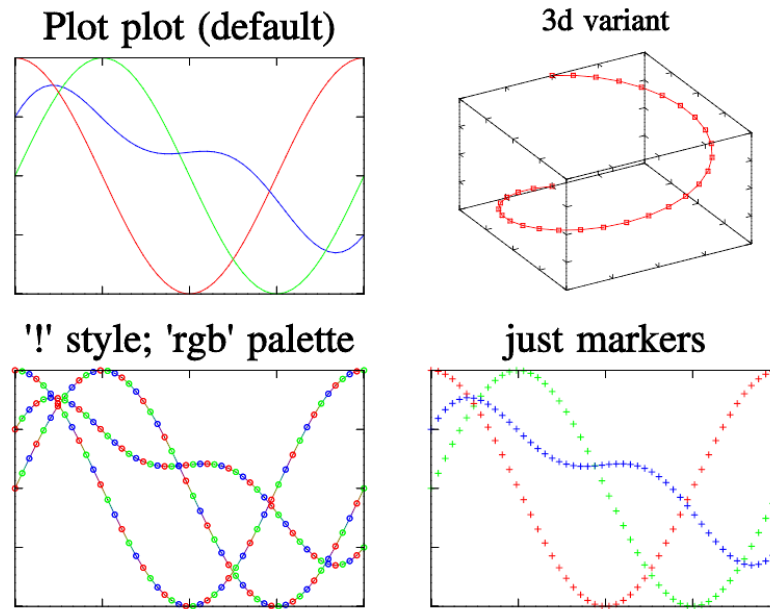 Plot plot (default)
3d variant
'!' style; 'rgb' palette
just markers